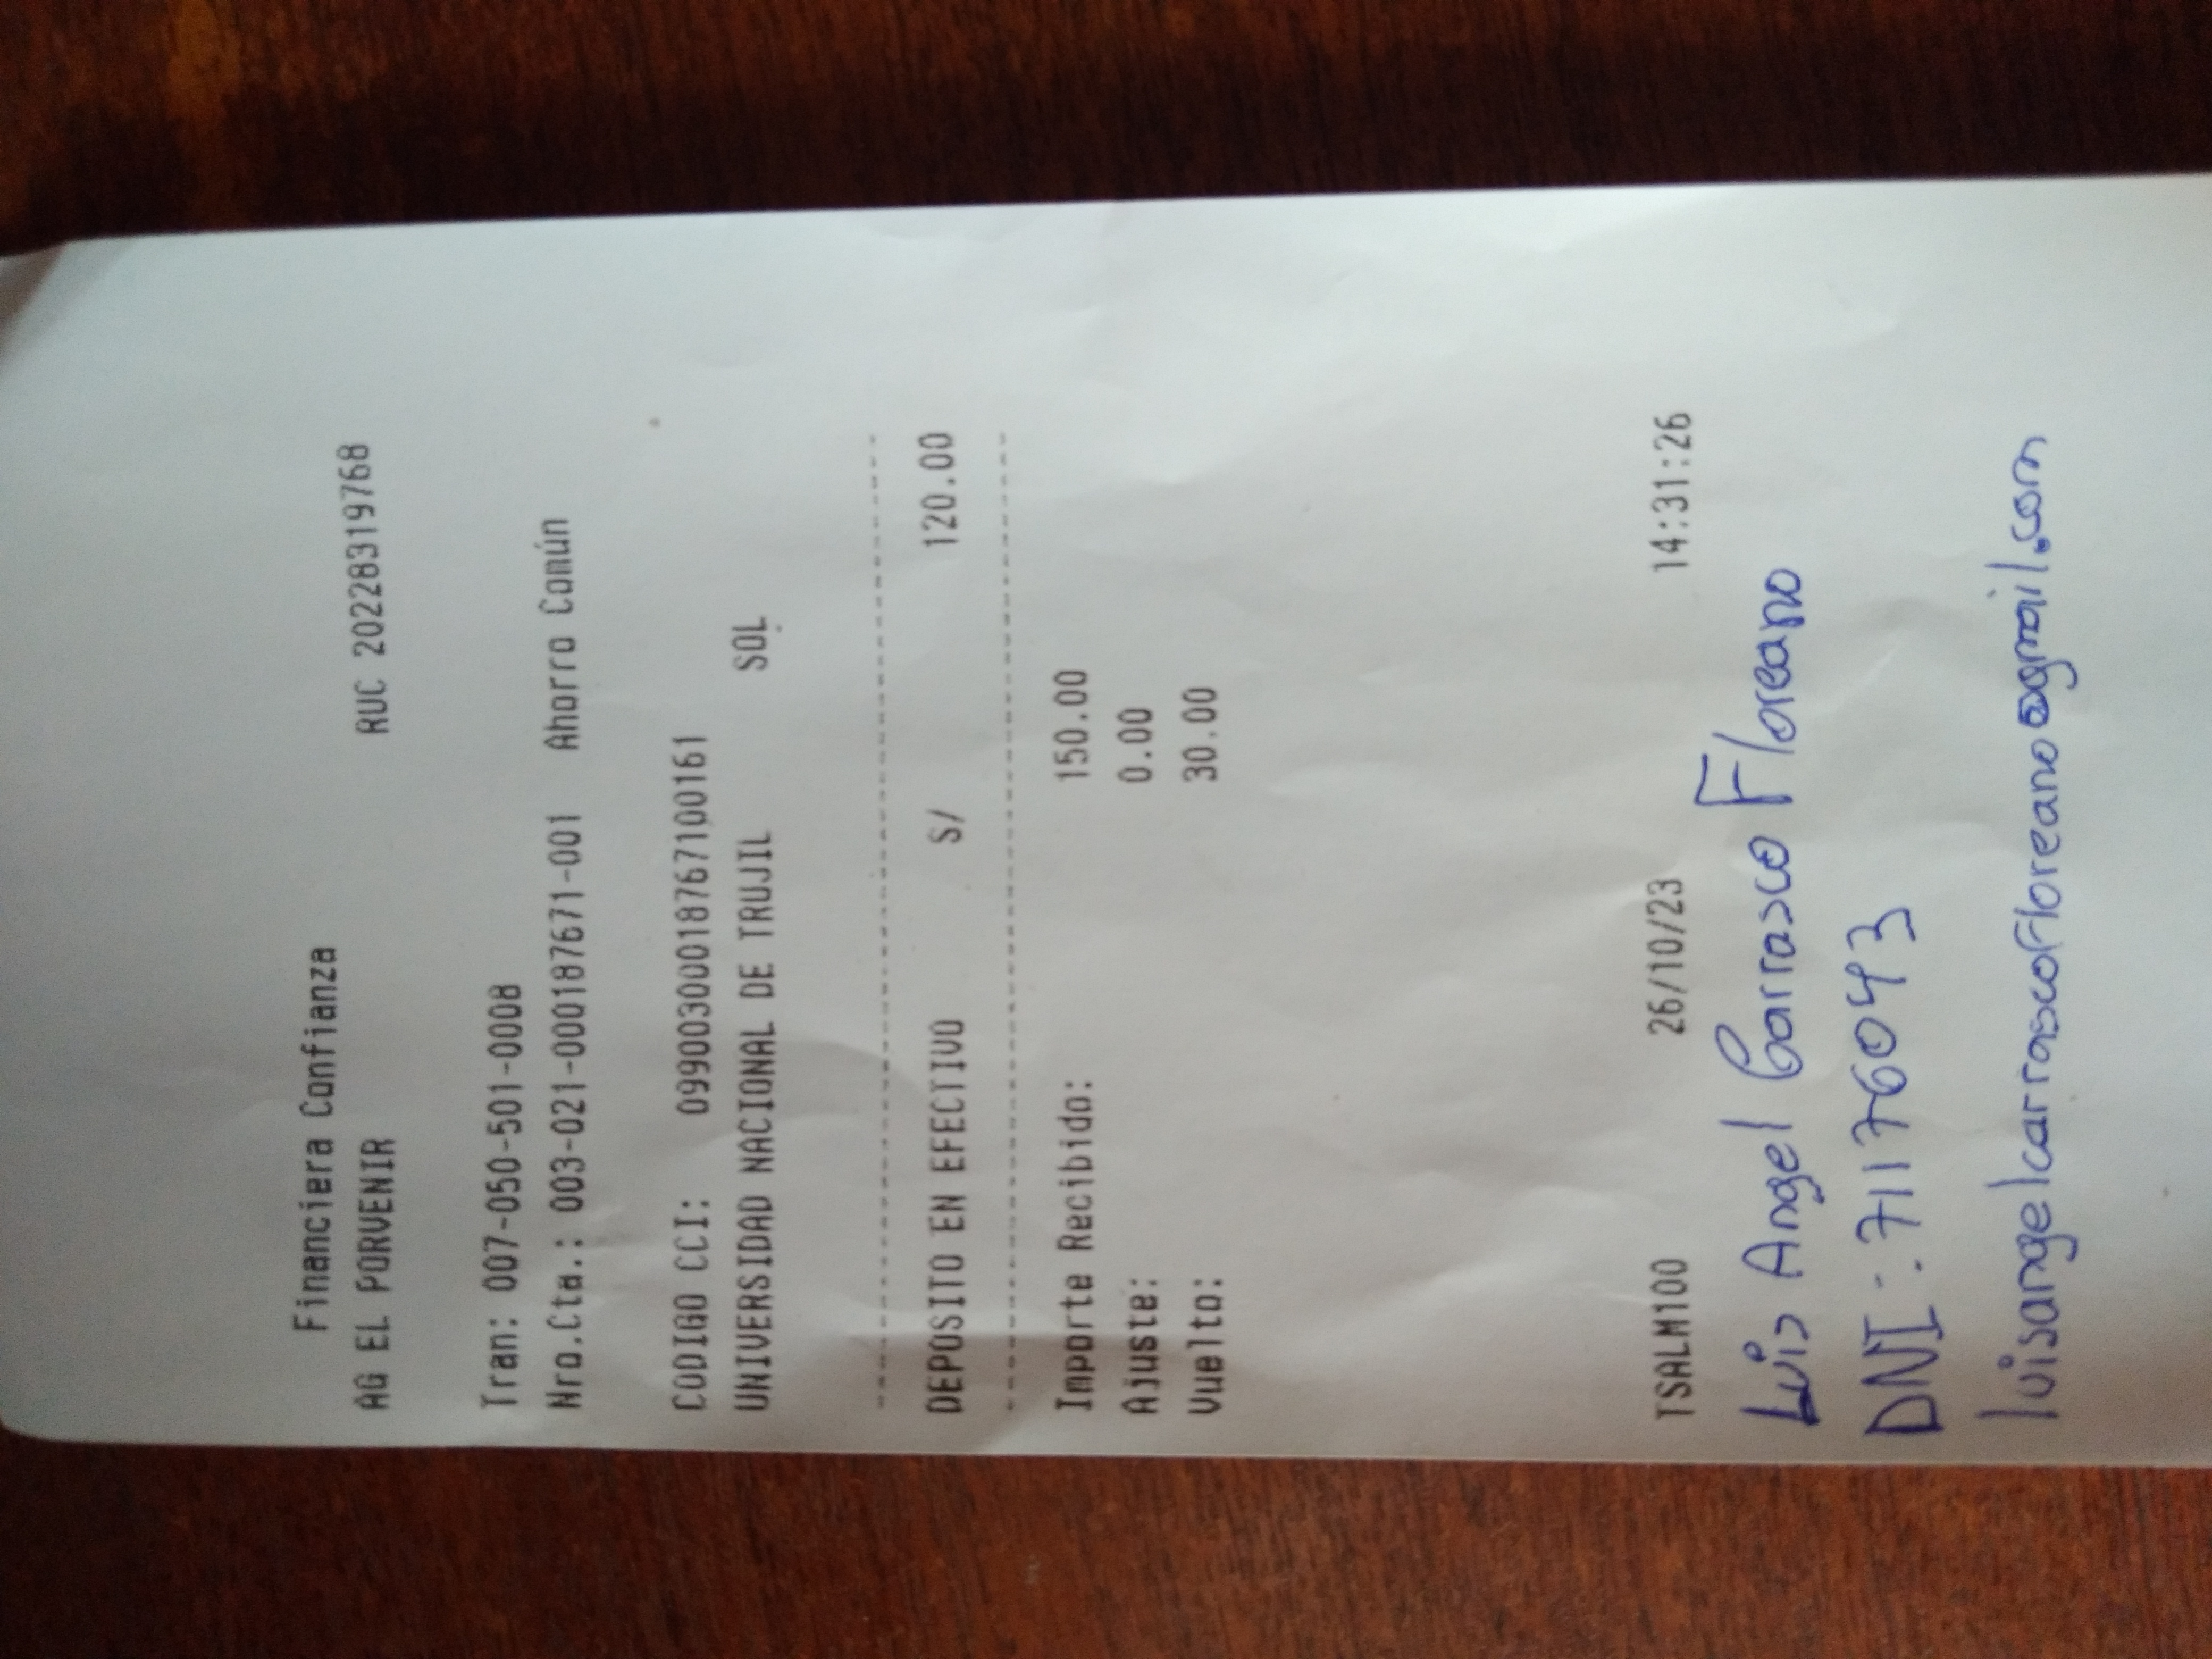 Financiera Confianza
AG EL PORVENIR RUC 20228319768
Tran: 007-050-501-0008
Nro.Cta.: 003-021-000187671-001 Ahorro Común
CODIGO CCI: 09900300018767100161
UNIVERSIDAD NACIONAL DE TRUJIL SOL
DEPOSITO EN EFECTIVO S/ 120.00
Importe Recibido: 150.00
Ajuste: 0.00
Vuelto: 30.00
TSALM100 26/10/23 14:31:26
Luis Angel Carrasco Floreano
DNI: 71176043
luisangelcarrascofloreano@gmail.com